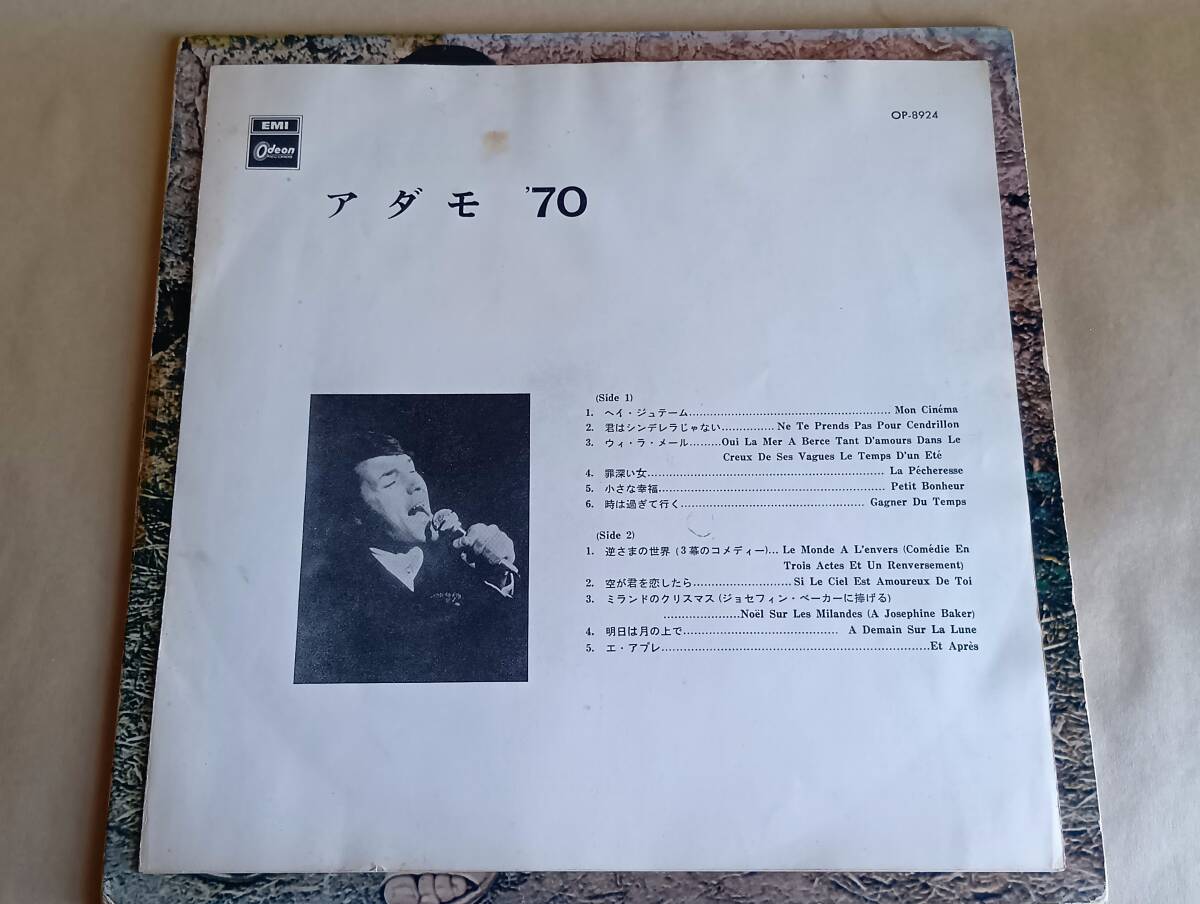 EMI
Odeon
RECORDS
OP-8924
アダモ '70
(Side 1)
1. ヘイ・ジュテーム...... Mon Cinéma
2. 君はシンデレラじゃない...... Ne Te Prends Pas Pour Cendrillon
3. ウィ・ラ・メール......Oui La Mer A Berce Tant D'amours Dans Le
Creux De Ses Vagues Le Temps D'un Eté
4. 罪深い女...... La Pécheresse
5. 小さな幸福...... Petit Bonheur
6. 時は過ぎて行く...... Gagner Du Temps
(Side 2)
1. 逆さまの世界 (3幕のコメディー)... Le Monde A L'envers (Comédie En
Trois Actes Et Un Renversement)
2. 空が君を恋したら...... Si Le Ciel Est Amoureux De Toi
3. ミランドのクリスマス (ジョセフィン・ベーカーに捧げる)
......Noël Sur Les Milandes (A Josephine Baker)
4. 明日は月の上で...... A Demain Sur La Lune
5. エ・アプレ......Et Après